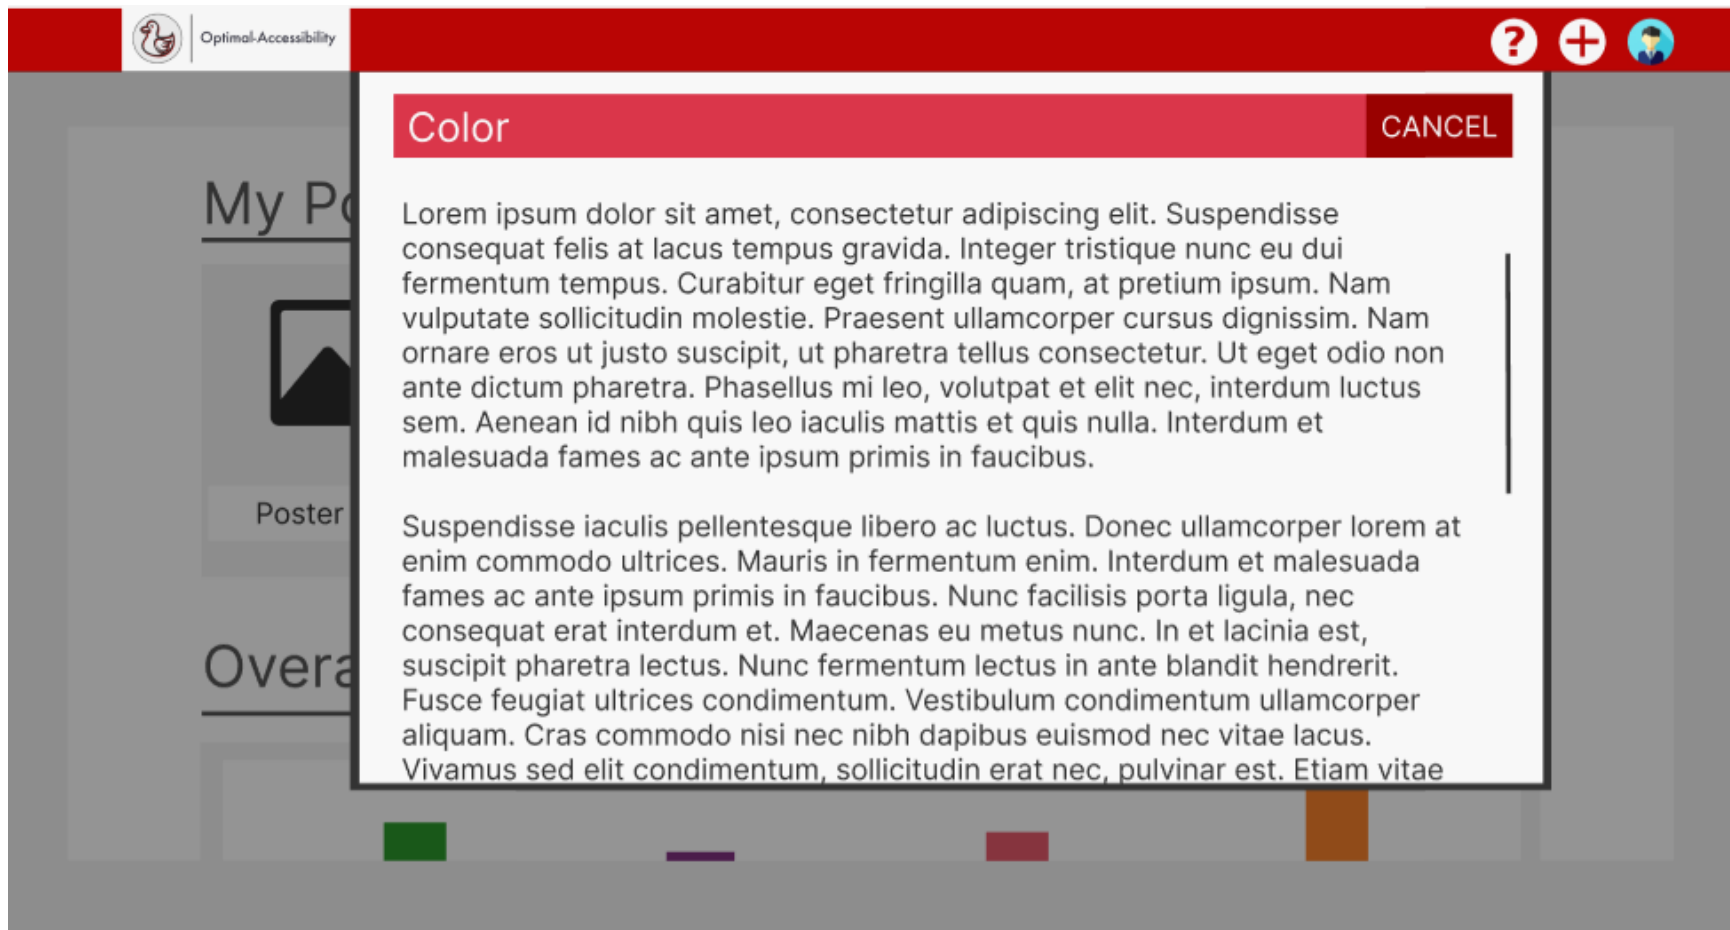 Optimal-Accessibility
?
Color
CANCEL
My Po
Lorem ipsum dolor sit amet, consectetur adipiscing elit. Suspendisse
consequat felis at lacus tempus gravida. Integer tristique nunc eu dui
fermentum tempus. Curabitur eget fringilla quam, at pretium ipsum. Nam
vulputate sollicitudin molestie. Praesent ullamcorper cursus dignissim. Nam
ornare eros ut justo suscipit, ut pharetra tellus consectetur. Ut eget odio non
ante dictum pharetra. Phasellus mi leo, volutpat et elit nec, interdum luctus
sem. Aenean id nibh quis leo iaculis mattis et quis nulla. Interdum et
malesuada fames ac ante ipsum primis in faucibus.
Poster
Suspendisse iaculis pellentesque libero ac luctus. Donec ullamcorper lorem at
enim commodo ultrices. Mauris in fermentum enim. Interdum et malesuada
fames ac ante ipsum primis in faucibus. Nunc facilisis porta ligula, nec
consequat erat interdum et. Maecenas eu metus nunc. In et lacinia est,
suscipit pharetra lectus. Nunc fermentum lectus in ante blandit hendrerit.
Fusce feugiat ultrices condimentum. Vestibulum condimentum ullamcorper
aliquam. Cras commodo nisi nec nibh dapibus euismod nec vitae lacus.
Vivamus sed elit condimentum, sollicitudin erat nec, pulvinar est. Etiam vitae
Overa